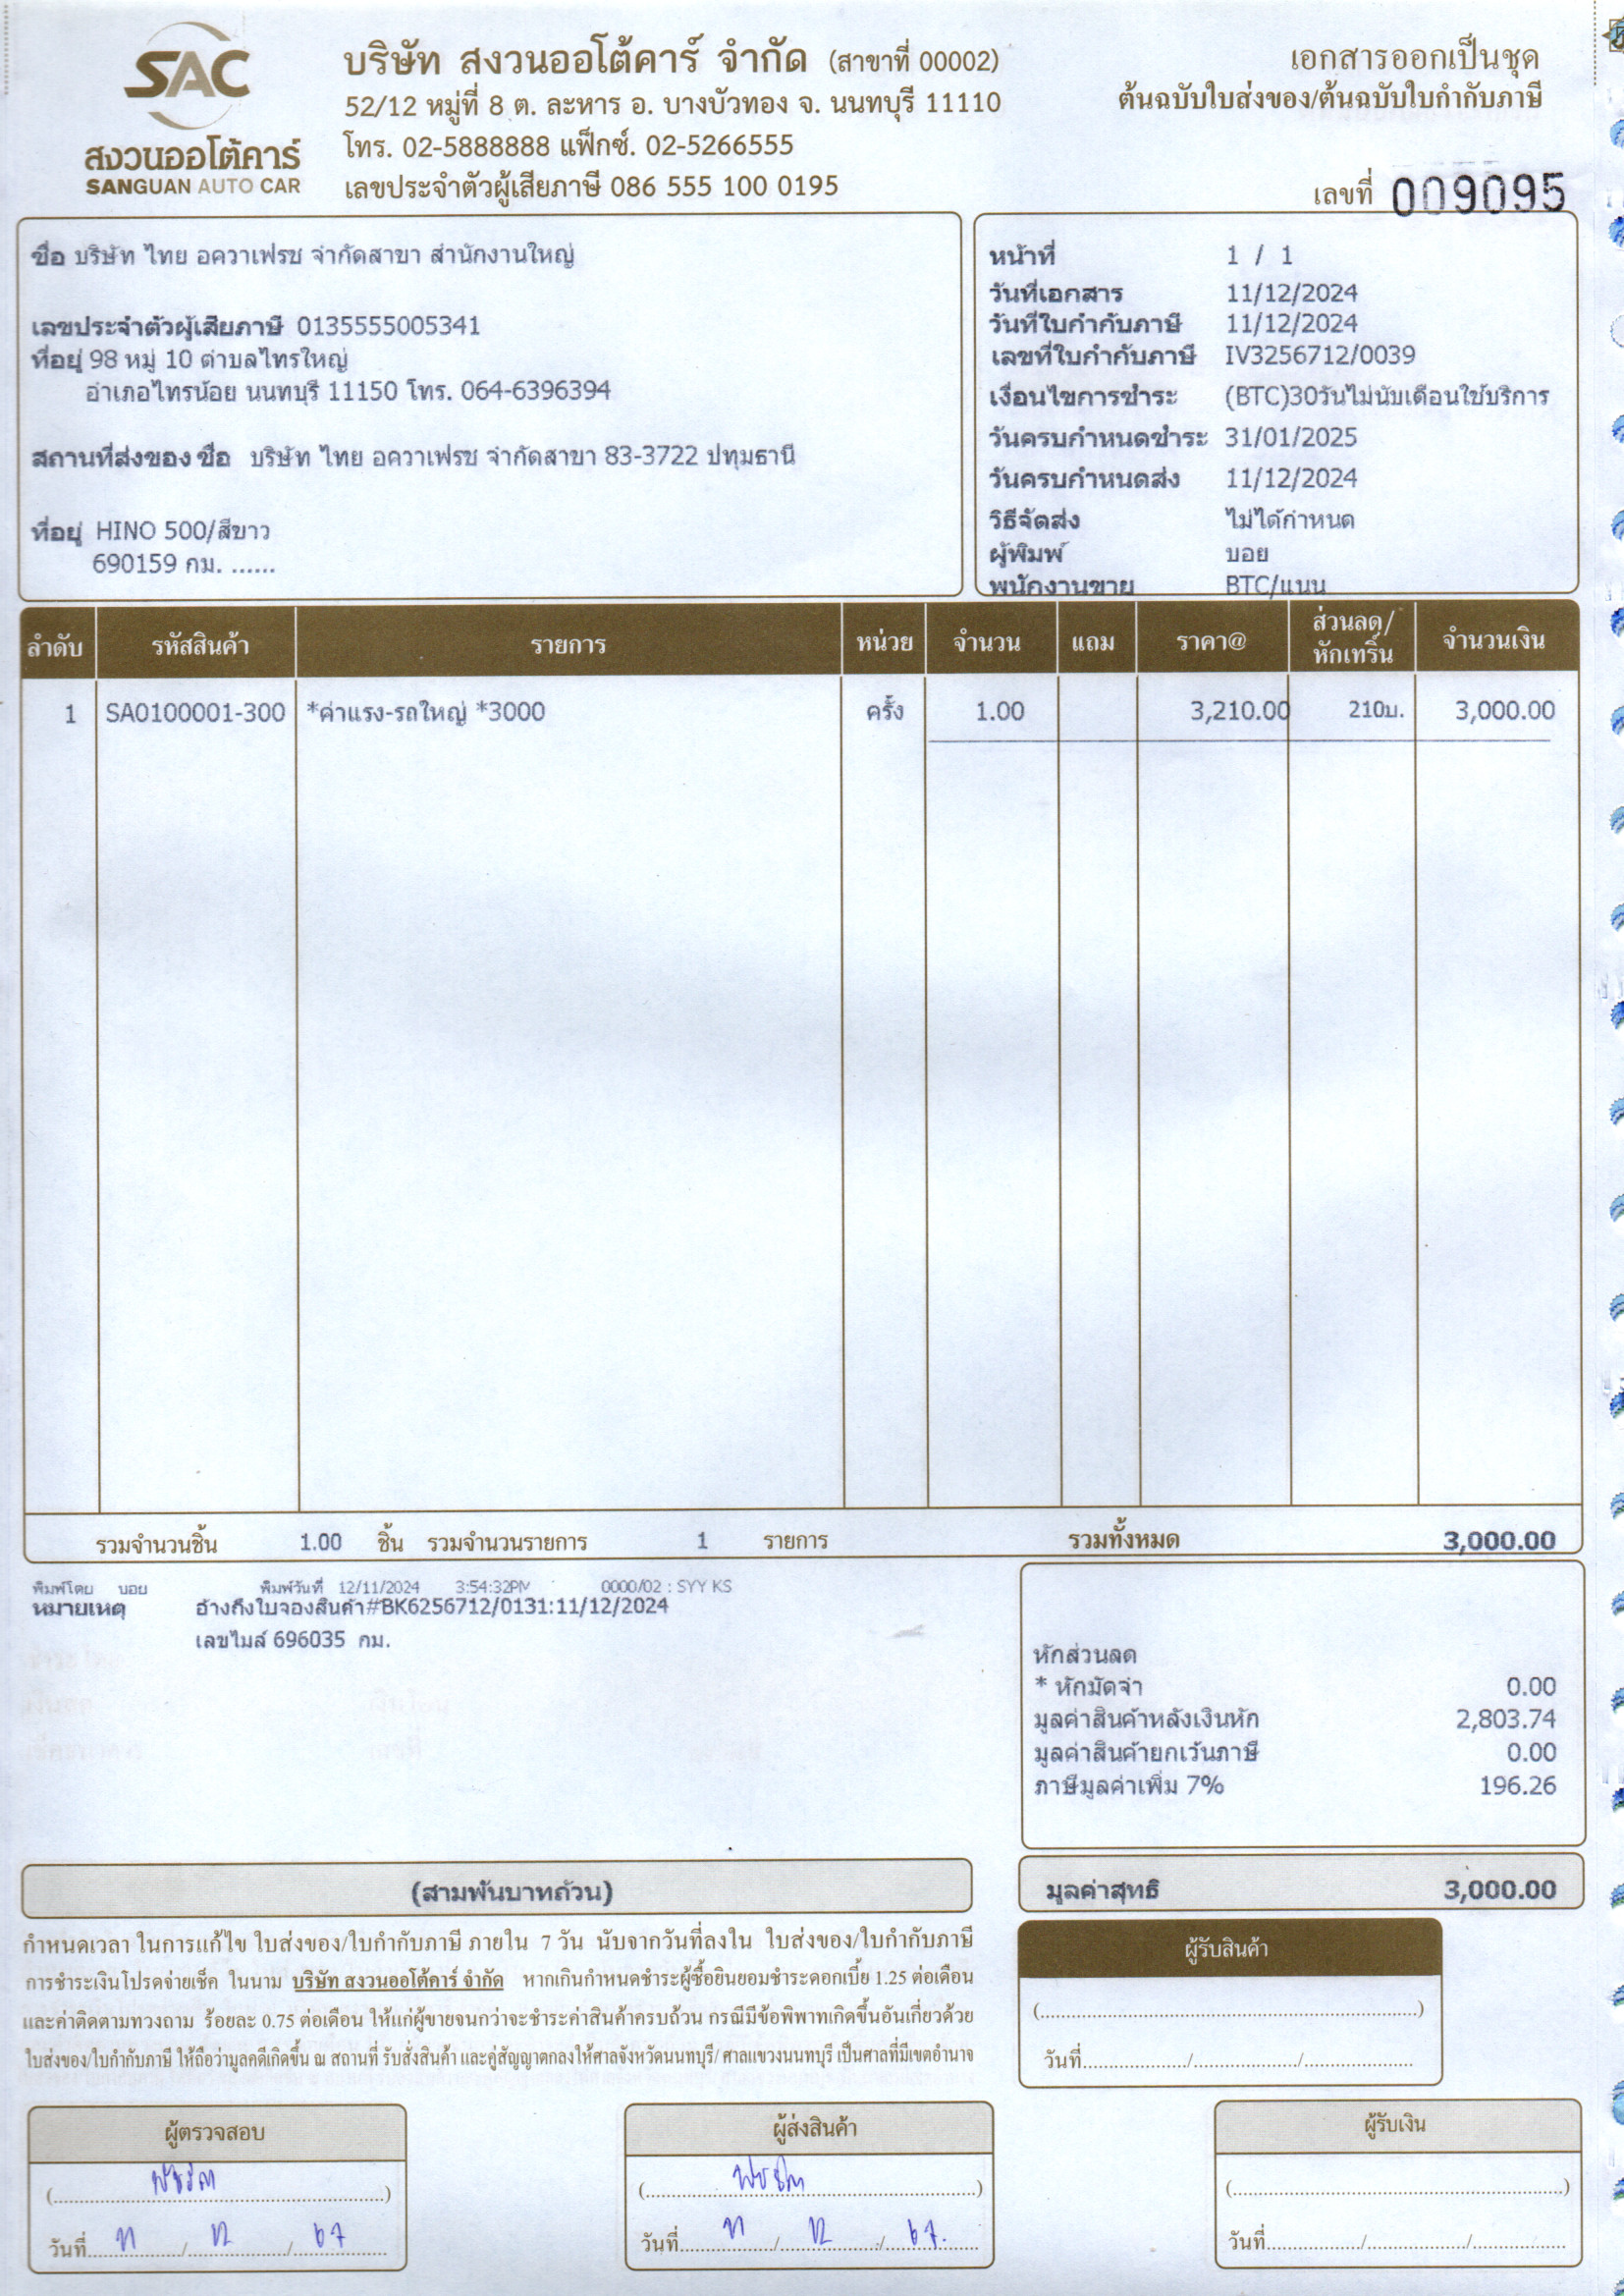 SAC
สงวนออโต้คาร์
SANGUAN AUTO CAR
บริษัท สงวนออโต้คาร์ จำกัด (สาขาที่ 00002)
52/12 หมู่ที่ 8 ต. ละหาร อ. บางบัวทอง จ. นนทบุรี 11110
โทร. 02-5888888 แฟ็กซ์. 02-5266555
เลขประจำตัวผู้เสียภาษี 086 555 100 0195
เอกสารออกเป็นชุด
ต้นฉบับใบส่งของ/ต้นฉบับใบกำกับภาษี
เลขที่ 009095
ชื่อ บริษัท ไทย อควาเฟรช จำกัดสาขา สำนักงานใหญ่
เลขประจำตัวผู้เสียภาษี 0135555005341
ที่อยู่ 98 หมู่ 10 ตำบลไทรใหญ่
อำเภอไทรน้อย นนทบุรี 11150 โทร. 064-6396394
สถานที่ส่งของ ชื่อ บริษัท ไทย อควาเฟรช จำกัดสาขา 83-3722 ปทุมธานี
ที่อยู่ HINO 500/สีขาว
690159 กม. ......
หน้าที่ 1 / 1
วันที่เอกสาร 11/12/2024
วันที่ใบกำกับภาษี 11/12/2024
เลขที่ใบกำกับภาษี IV3256712/0039
เงื่อนไขการชำระ (BTC)30วันไม่นับเดือนใช้บริการ
วันครบกำหนดชำระ 31/01/2025
วันครบกำหนดส่ง 11/12/2024
วิธีจัดส่ง ไม่ได้กำหนด
ผู้พิมพ์ บอย
พนักงานขาย BTC/แนน
ลำดับ รหัสสินค้า รายการ หน่วย จำนวน แถม ราคา@ ส่วนลด/หักเทริ์น จำนวนเงิน
1 SA0100001-300 *ค่าแรง-รถใหญ่ *3000 ครั้ง 1.00 3,210.00 210บ. 3,000.00
รวมจำนวนชิ้น 1.00 ชิ้น รวมจำนวนรายการ 1 รายการ รวมทั้งหมด 3,000.00
พิมพ์โดย บอย พิมพ์วันที่ 12/11/2024 3:54:32PM 0000/02 : SYY KS
หมายเหตุ อ้างถึงใบจองสินค้า#BK6256712/0131:11/12/2024
เลขไมล์ 696035 กม.
หักส่วนลด
* หักมัดจำ 0.00
มูลค่าสินค้าหลังเงินหัก 2,803.74
มูลค่าสินค้ายกเว้นภาษี 0.00
ภาษีมูลค่าเพิ่ม 7% 196.26
(สามพันบาทถ้วน)
มูลค่าสุทธิ 3,000.00
กำหนดเวลา ในการแก้ไข ใบส่งของ/ใบกำกับภาษี ภายใน 7 วัน นับจากวันที่ลงใน ใบส่งของ/ใบกำกับภาษี
การชำระเงินโปรดจ่ายเช็ค ในนาม บริษัท สงวนออโต้คาร์ จำกัด หากเกินกำหนดชำระผู้ซื้อยินยอมชำระดอกเบี้ย 1.25 ต่อเดือน
และค่าติดตามทวงถาม ร้อยละ 0.75 ต่อเดือน ให้แก่ผู้ขายจนกว่าจะชำระค่าสินค้าครบถ้วน กรณีมีข้อพิพาทเกิดขึ้นอันเกี่ยวด้วย
ใบส่งของ/ใบกำกับภาษี ให้ถือว่ามูลคดีเกิดขึ้น ณ สถานที่ รับสั่งสินค้า และคู่สัญญาตกลงให้ศาลจังหวัดนนทบุรี/ ศาลแขวงนนทบุรี เป็นศาลที่มีเขตอำนาจ
ผู้รับสินค้า
(....................)
วันที่........../........../..........
ผู้ตรวจสอบ
วันที่ 11 / 12 / 67
ผู้ส่งสินค้า
วันที่ 11 / 12 / 67.
ผู้รับเงิน
(....................)
วันที่........../........../..........